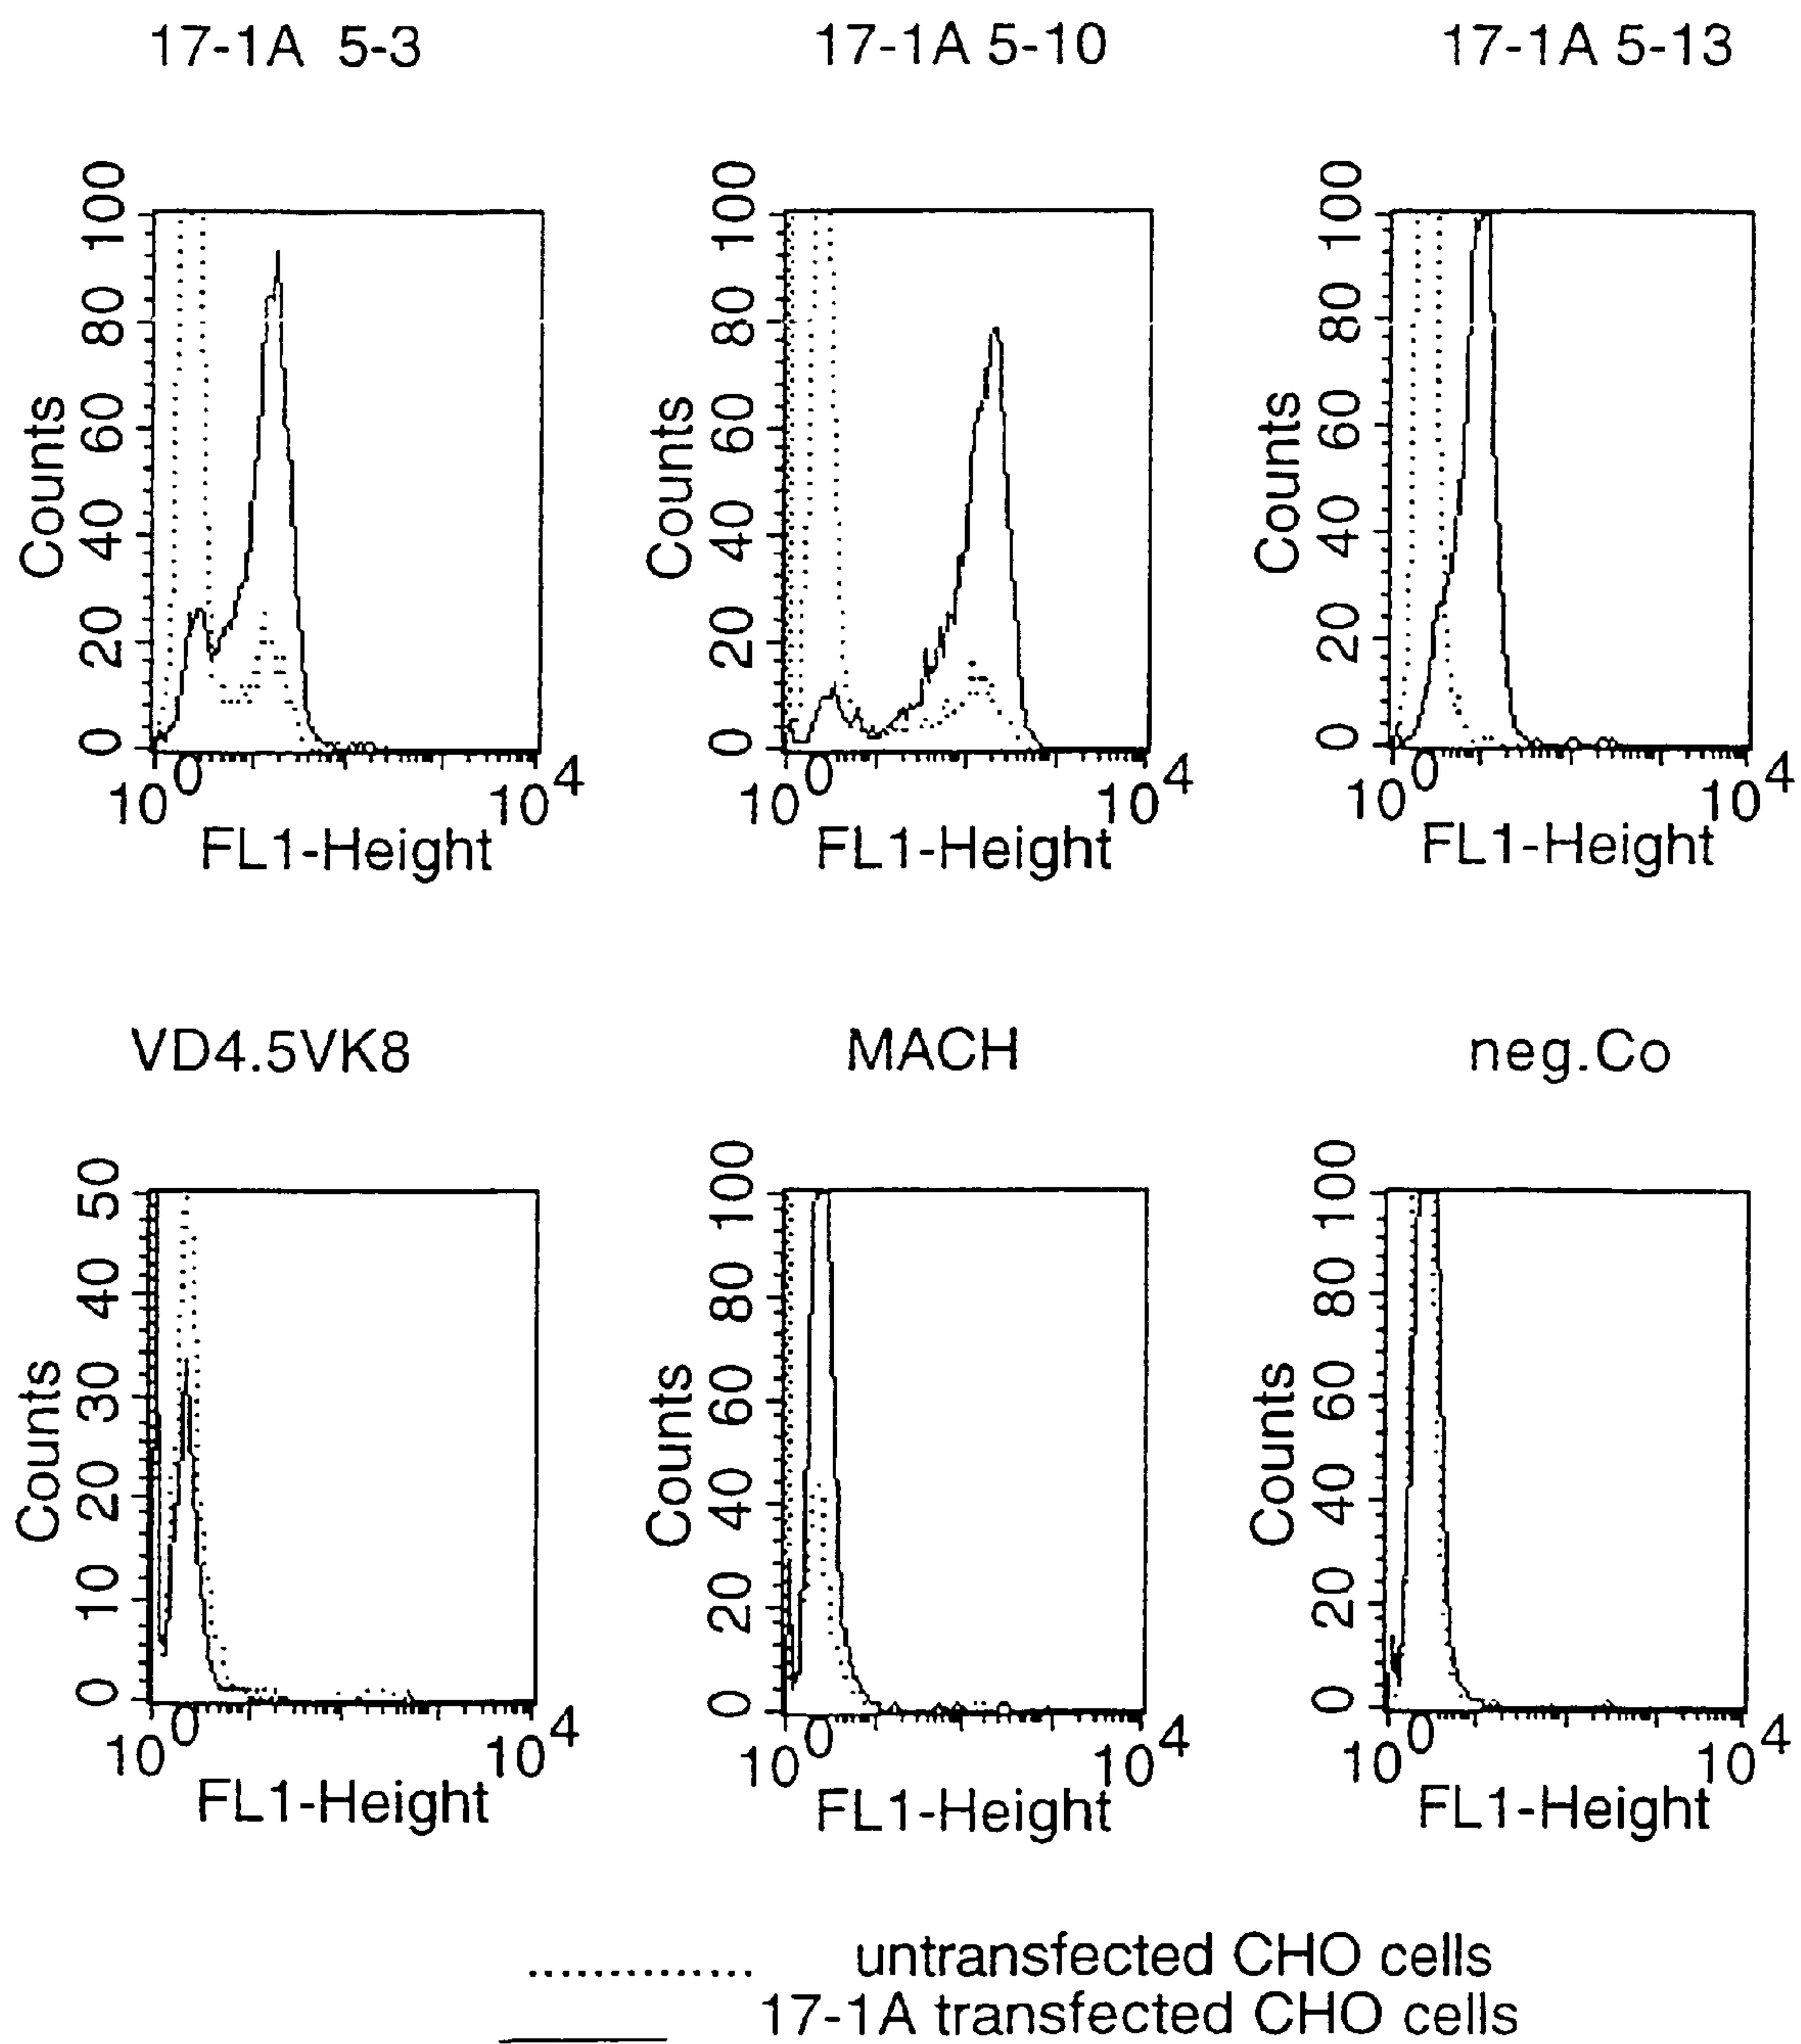 17-1A 5-3
17-1A 5-10
17-1A 5-13
Counts
0 20 40 60 80 100
10^0
10^4
FL1-Height
Counts
0 20 40 60 80 100
10^0
10^4
FL1-Height
Counts
0 20 40 60 80 100
10^0
10^4
FL1-Height
VD4.5VK8
MACH
neg.Co
Counts
0 10 20 30 40 50
10^0
10^4
FL1-Height
Counts
0 20 40 60 80 100
10^0
10^4
FL1-Height
Counts
0 20 40 60 80 100
10^0
10^4
FL1-Height
untransfected CHO cells
17-1A transfected CHO cells